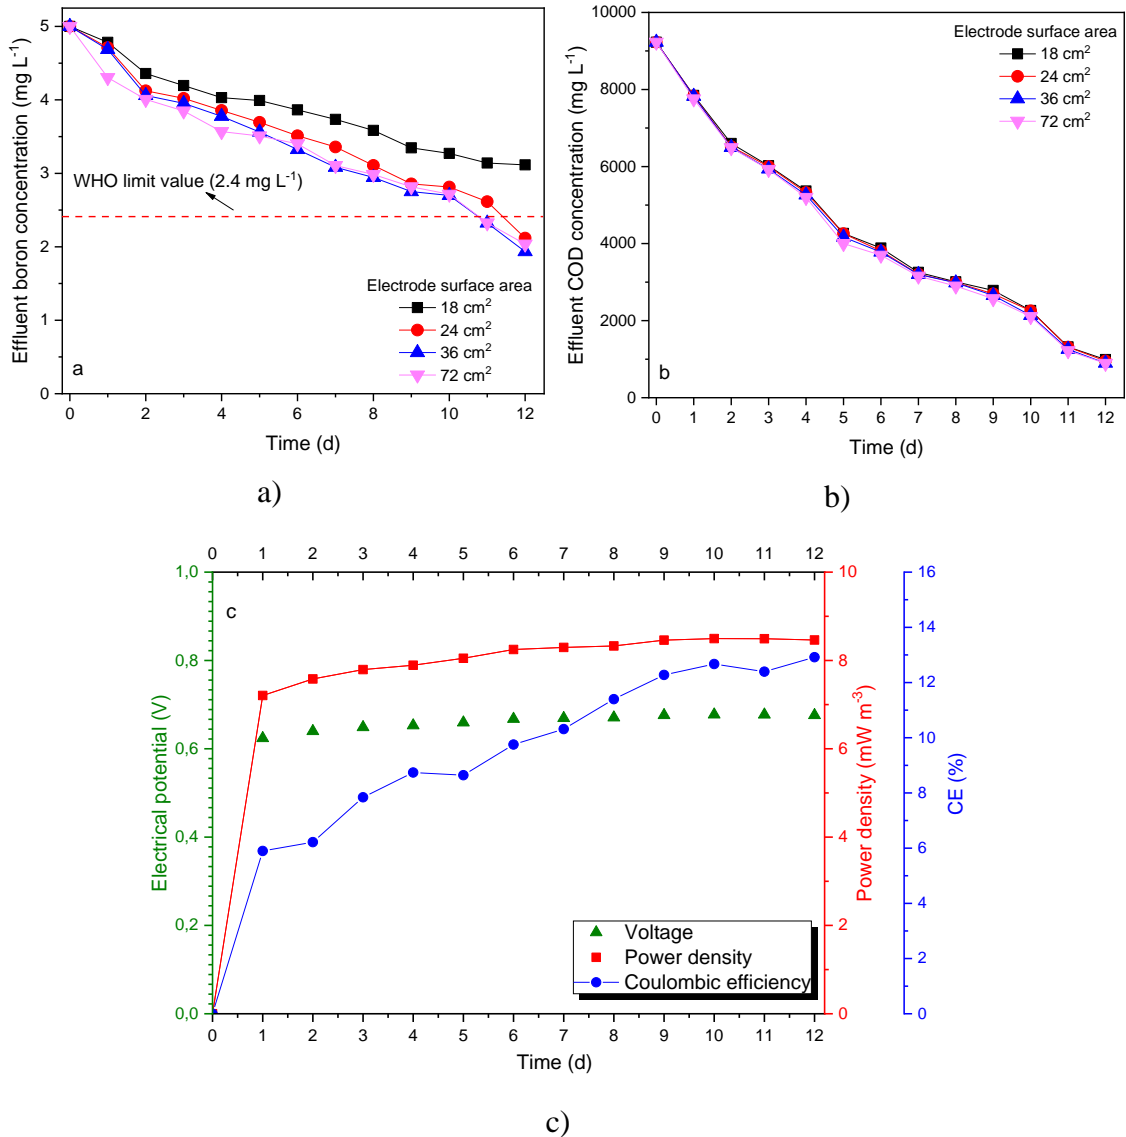 Effluent boron concentration (mg L⁻¹)
5
4
3
2
1
0
WHO limit value (2.4 mg L⁻¹)
Electrode surface area
18 cm²
24 cm²
36 cm²
72 cm²
a
0 2 4 6 8 10 12
Time (d)
a)
Effluent COD concentration (mg L⁻¹)
10000
8000
6000
4000
2000
0
Electrode surface area
18 cm²
24 cm²
36 cm²
72 cm²
b
0 1 2 3 4 5 6 7 8 9 10 11 12
Time (d)
b)
0 1 2 3 4 5 6 7 8 9 10 11 12
c
Electrical potential (V)
1,0
0,8
0,6
0,4
0,2
0,0
Power density (mW m⁻³)
10
8
6
4
2
0
CE (%)
16
14
12
10
8
6
4
2
0
Voltage
Power density
Coulombic efficiency
0 1 2 3 4 5 6 7 8 9 10 11 12
Time (d)
c)